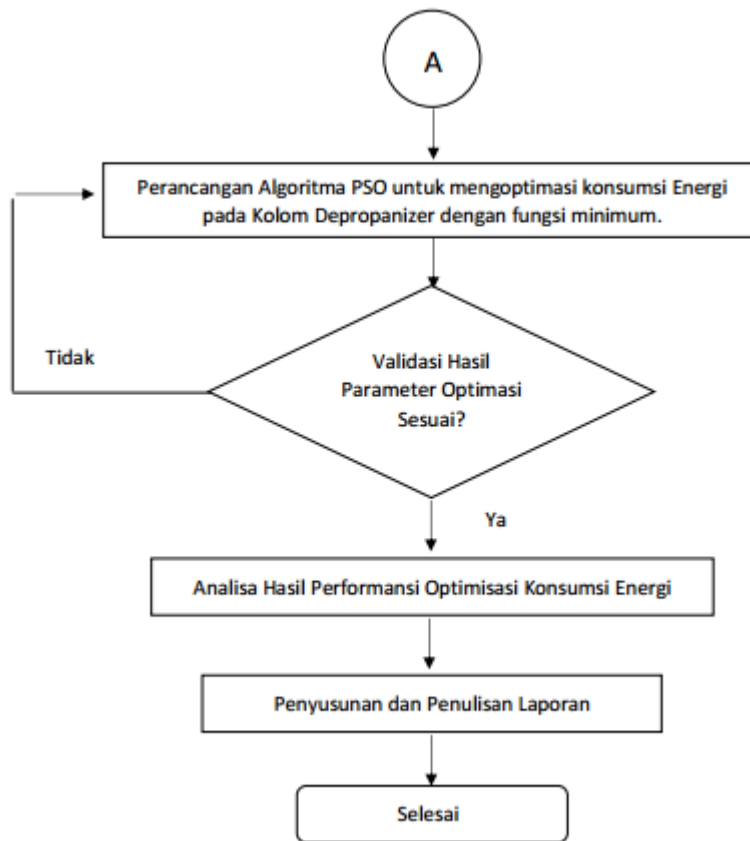 A
Perancangan Algoritma PSO untuk mengoptimasi konsumsi Energi
pada Kolom Depropanizer dengan fungsi minimum.
Tidak
Validasi Hasil
Parameter Optimasi
Sesuai?
Ya
Analisa Hasil Performansi Optimisasi Konsumsi Energi
Penyusunan dan Penulisan Laporan
Selesai